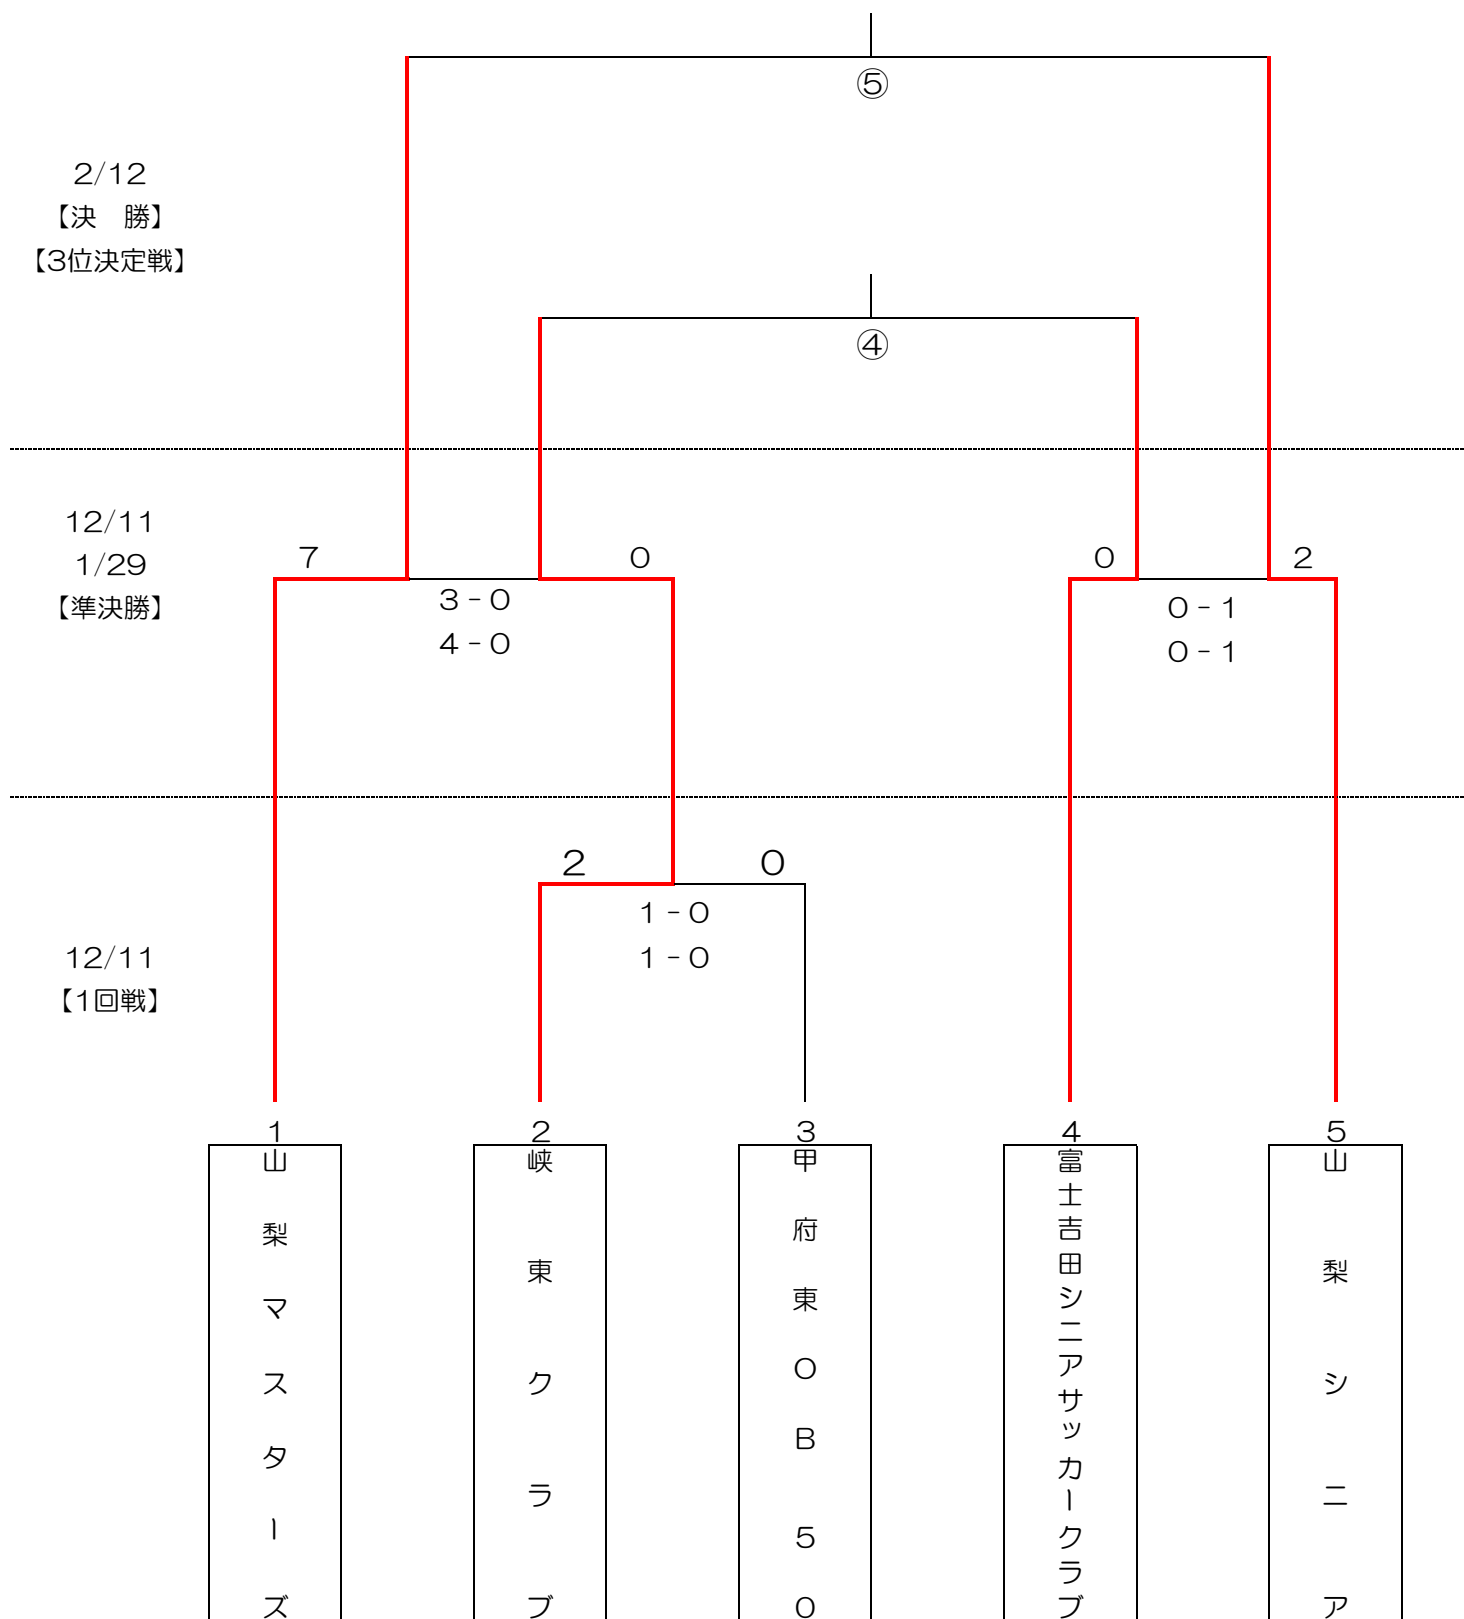 ⑤
2/12
【決　勝】
【3位決定戦】
④
12/11
1/29
【準決勝】
7
0
3-0
4-0
0
2
0-1
0-1
2
0
1-0
1-0
12/11
【1回戦】
1
2
3
4
5
山梨マスターズ
峡東クラブ
甲府東OB 50
富士吉田シニアサッカークラブ
山梨シニア